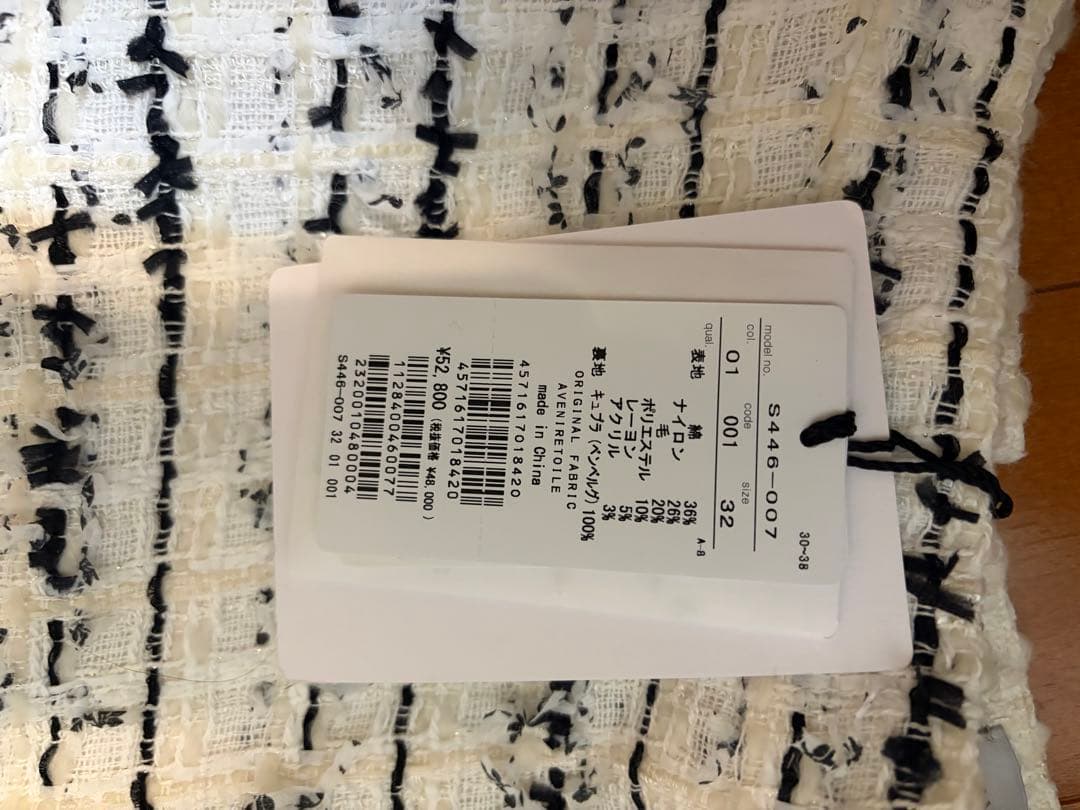 30~38
model no. S446-007
col. code size
01 001 32
qual. A-8
表地 綿 36%
ナイロン 26%
毛 20%
ポリエステル 10%
レーヨン 5%
アクリル 3%
裏地 キュプラ(ベンベルグ)100%
ORIGINAL FABRIC
AVENIRETOILE
made in China
4571617018420
4571617018420
¥52,800(税抜価格 ¥48,000)
1128400460077
2320010480004
S446-007 32 01 001